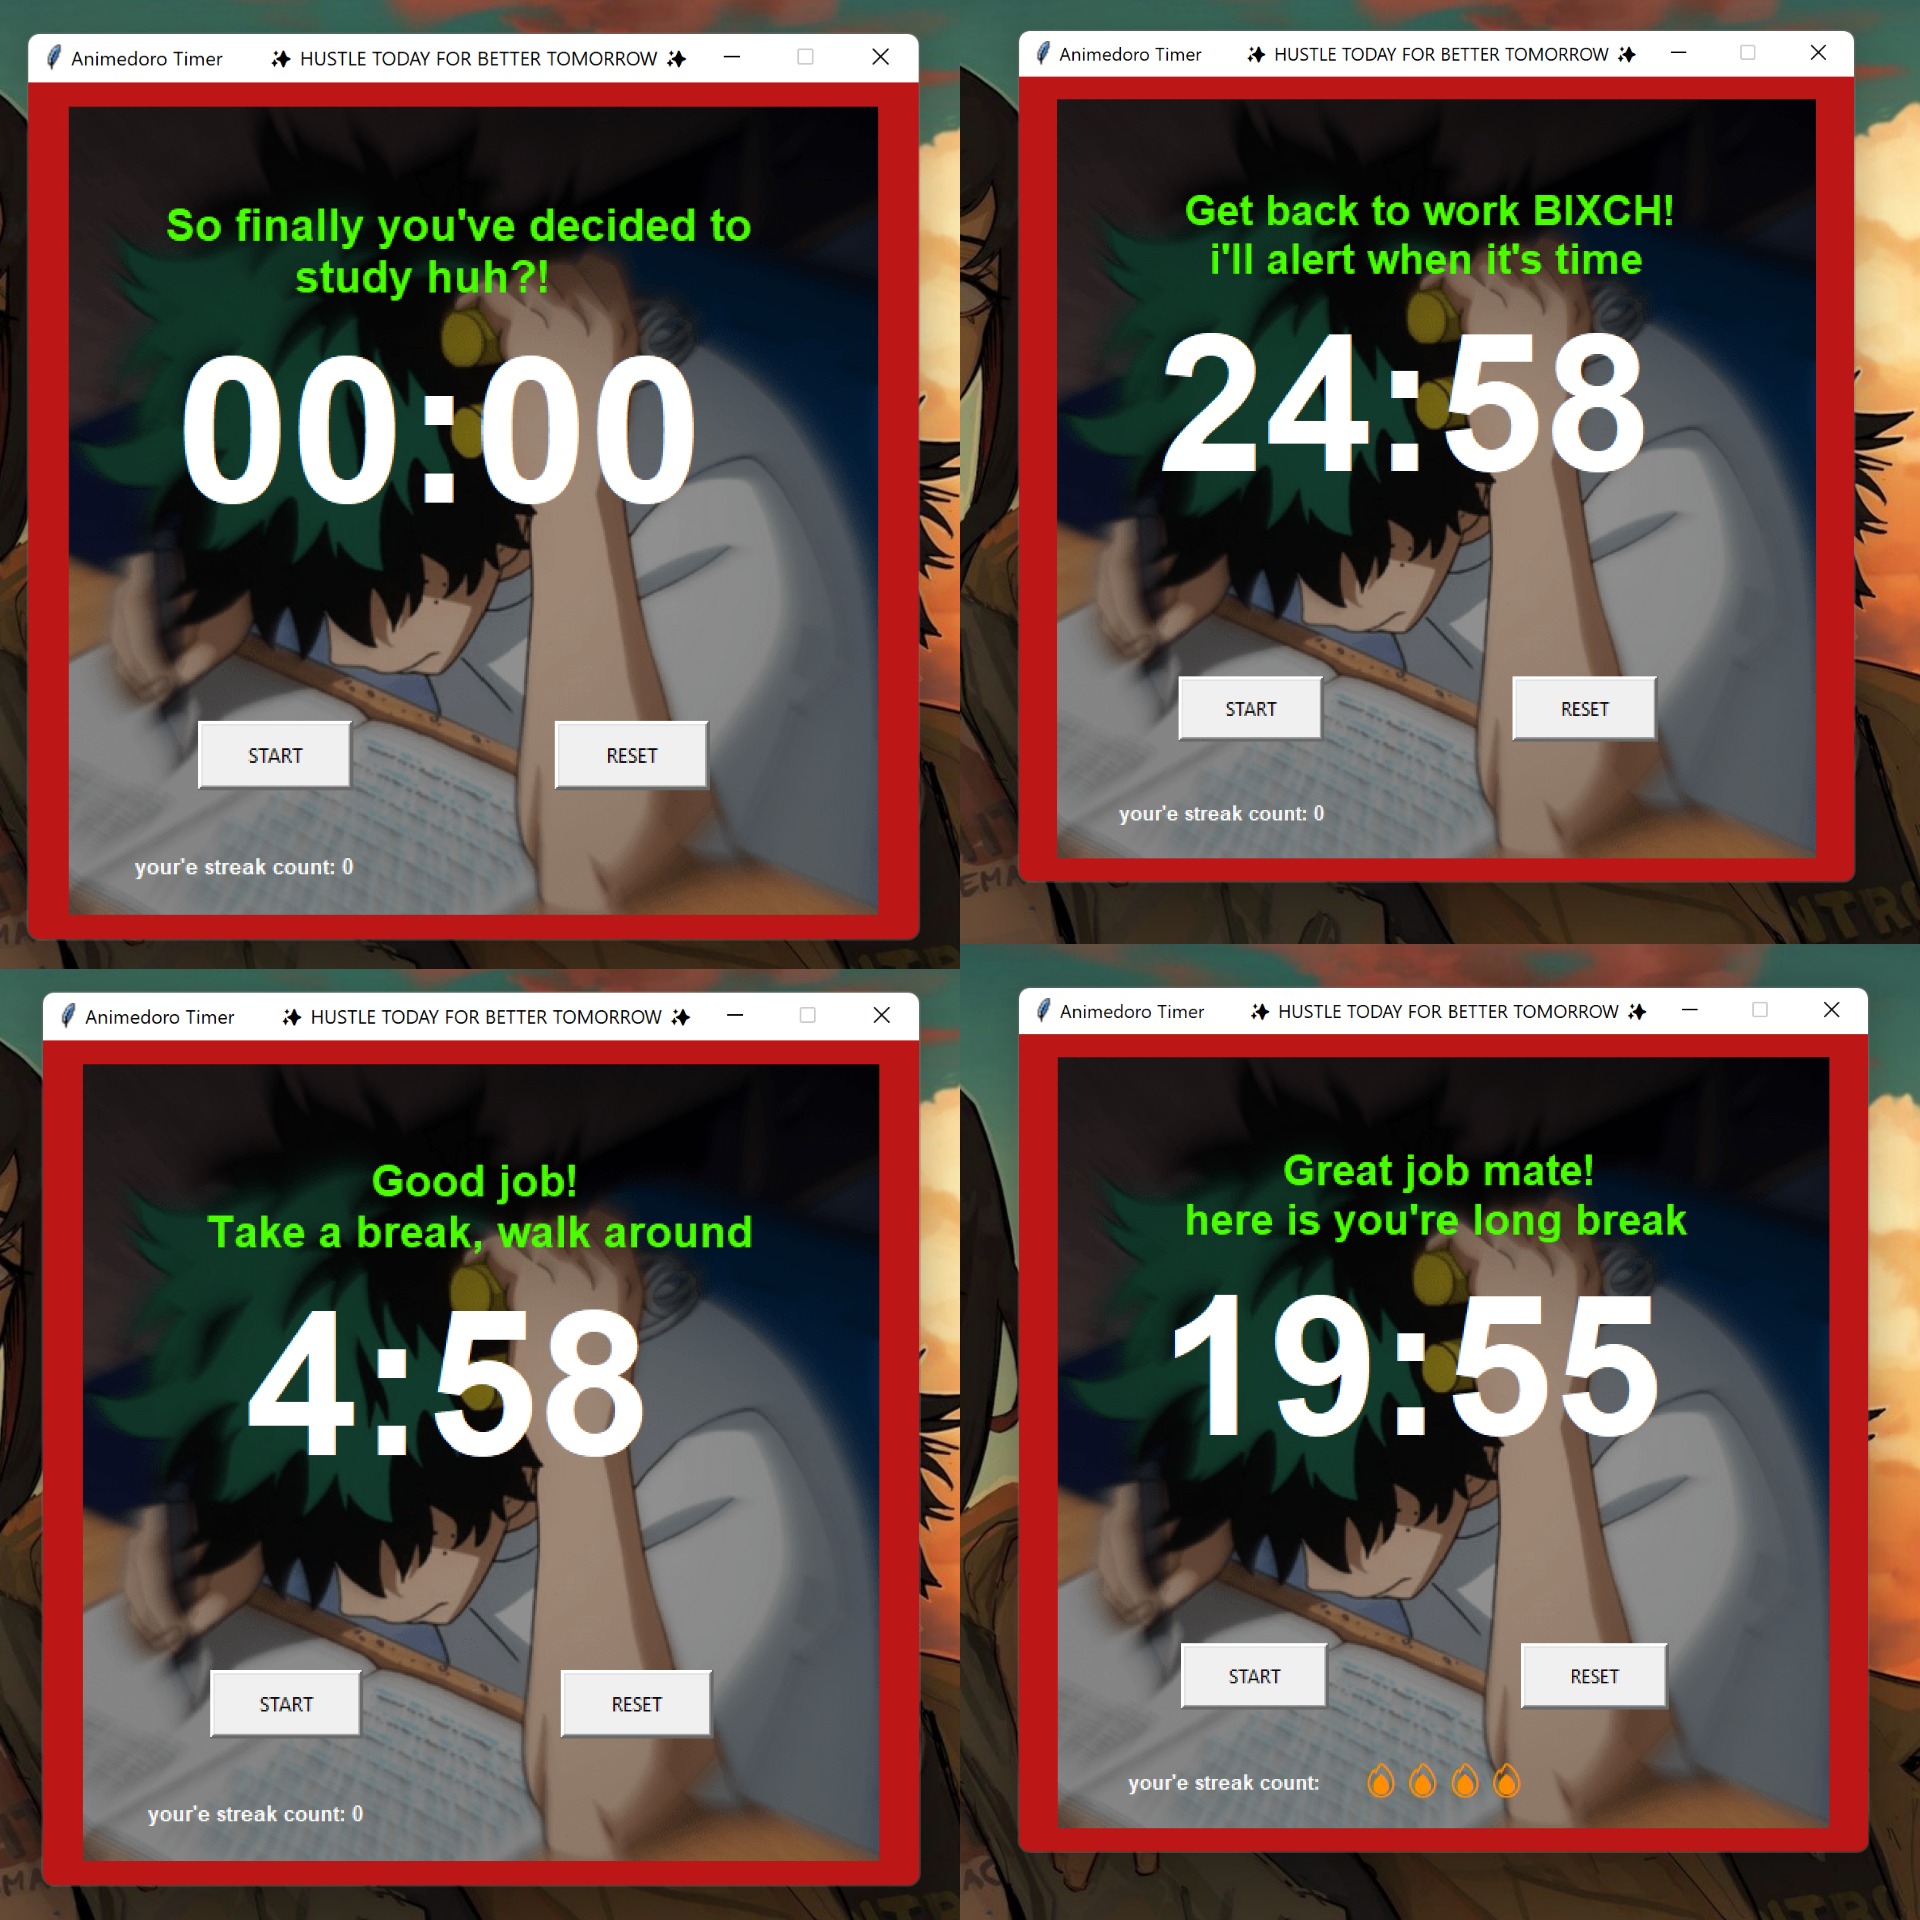 Animedoro Timer ✨ HUSTLE TODAY FOR BETTER TOMORROW ✨
So finally you've decided to
study huh?!
00:00
START RESET
your'e streak count: 0
Animedoro Timer ✨ HUSTLE TODAY FOR BETTER TOMORROW ✨
Get back to work BIXCH!
i'll alert when it's time
24:58
START RESET
your'e streak count: 0
Animedoro Timer ✨ HUSTLE TODAY FOR BETTER TOMORROW ✨
Good job!
Take a break, walk around
4:58
START RESET
your'e streak count: 0
Animedoro Timer ✨ HUSTLE TODAY FOR BETTER TOMORROW ✨
Great job mate!
here is you're long break
19:55
START RESET
your'e streak count: